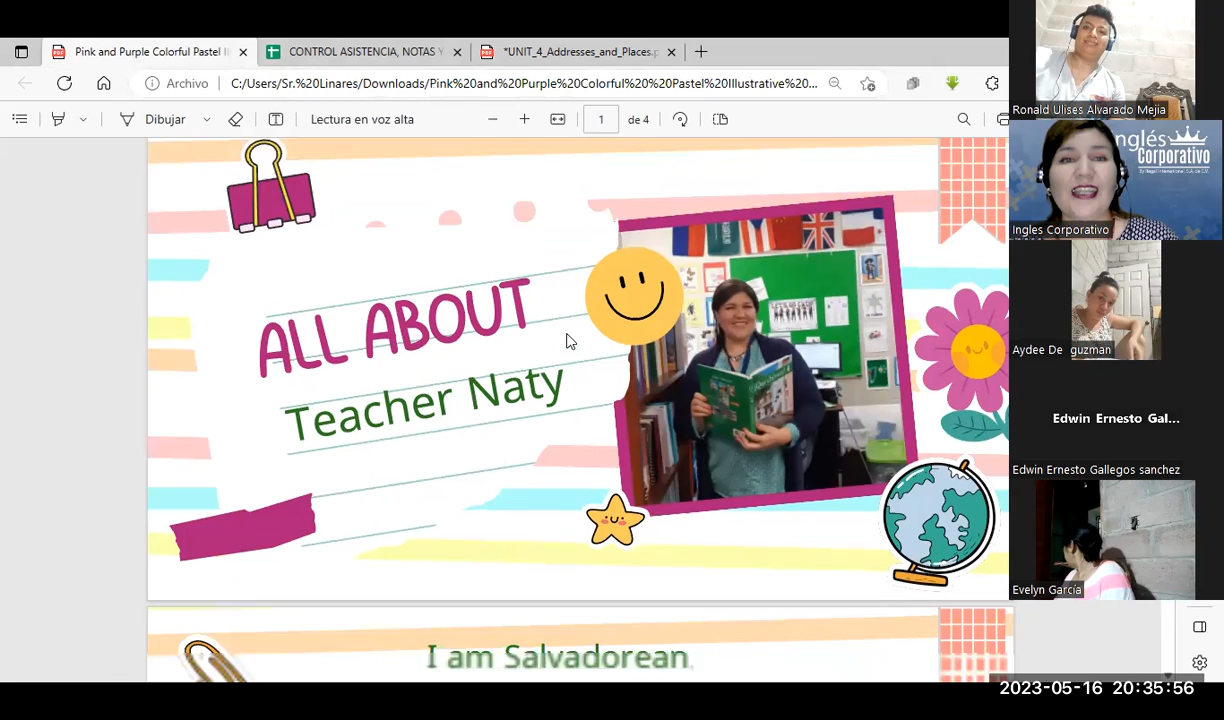 Pink and Purple Colorful Pastel Il
CONTROL ASISTENCIA, NOTAS Y
*UNIT_4_Addresses_and_Places.p
Archivo
C:/Users/Sr.%20Linares/Downloads/Pink%20and%20Purple%20Colorful%20%20Pastel%20Illustrative%20...
Dibujar
Lectura en voz alta
1
de 4
ALL ABOUT
Teacher Naty
I am Salvadorean,
Ronald Ulises Alvarado Mejia
Inglés
Corporativo
Ingles Corporativo
Aydee De guzman
Edwin Ernesto Gal...
Edwin Ernesto Gallegos sanchez
Evelyn García
2023-05-16 20:35:56